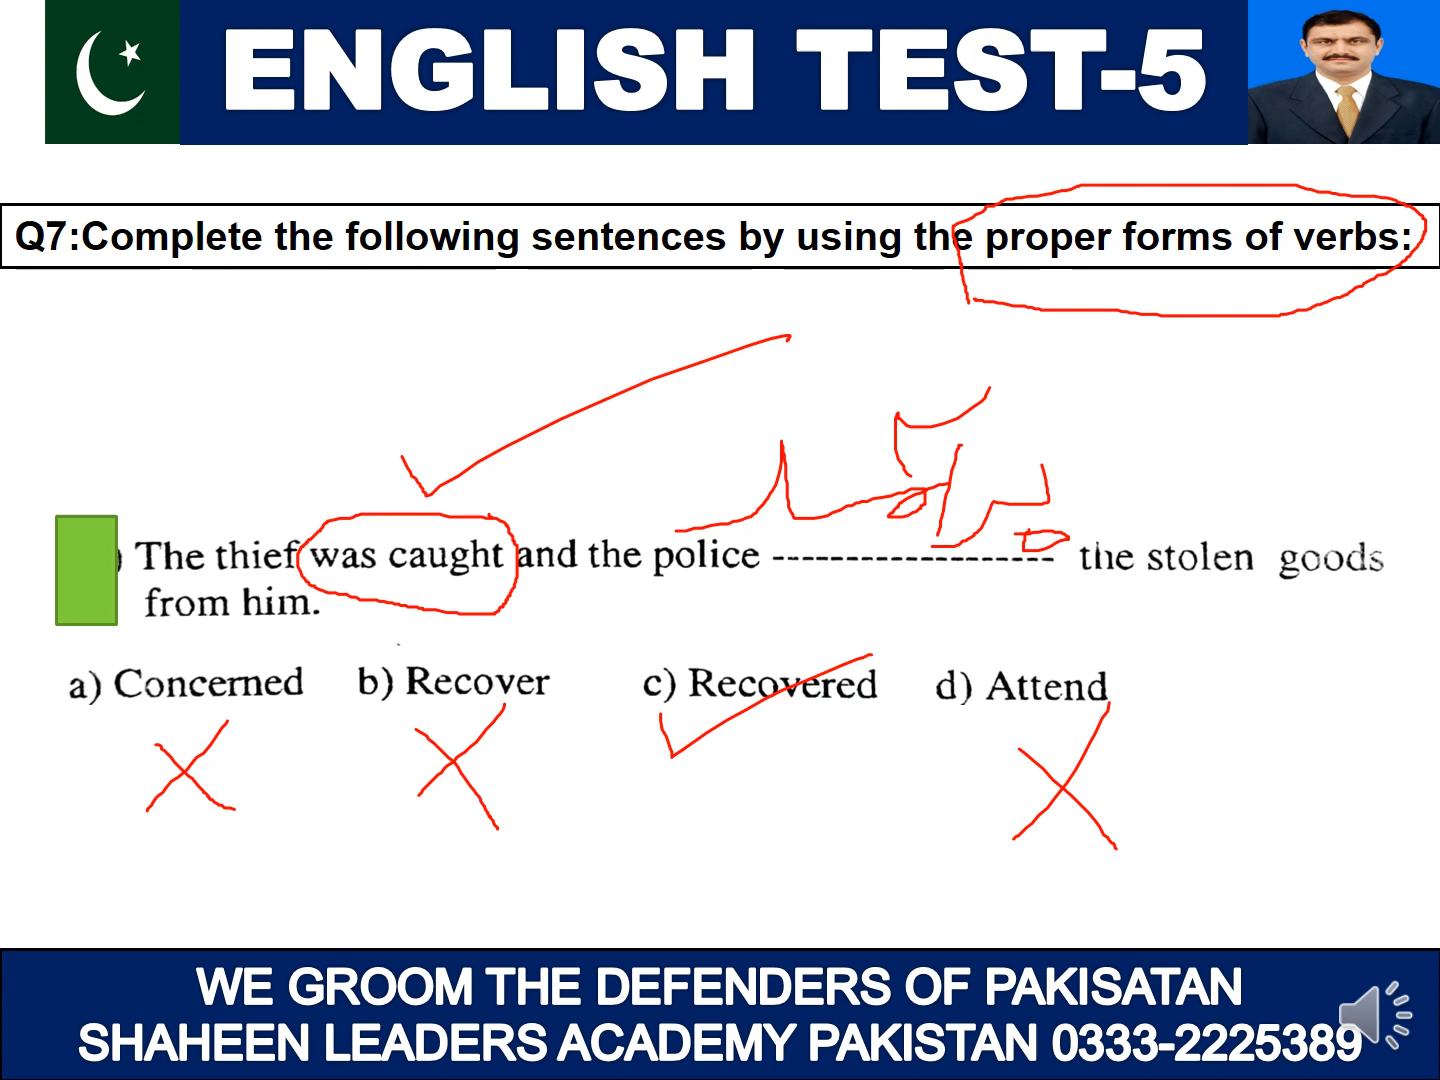 ENGLISH TEST-5
Q7:Complete the following sentences by using the proper forms of verbs:
) The thief was caught and the police -------------------- the stolen goods
from him.
a) Concerned b) Recover c) Recovered d) Attend
WE GROOM THE DEFENDERS OF PAKISATAN
SHAHEEN LEADERS ACADEMY PAKISTAN 0333-2225389